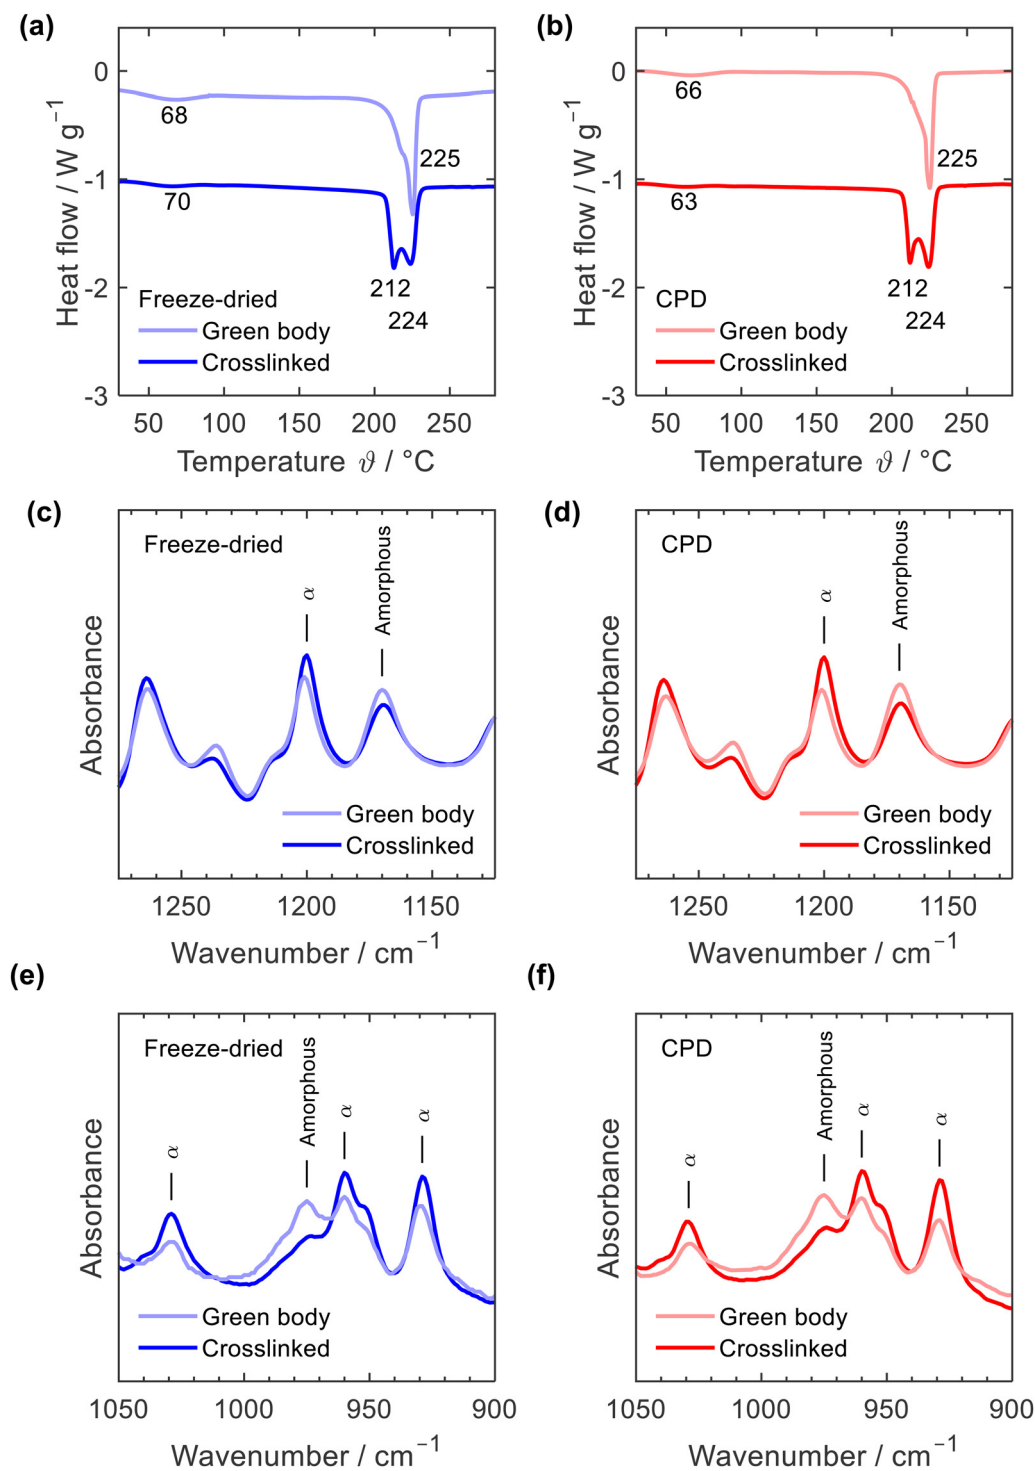 (a)
Heat flow / W g⁻¹
0
-1
-2
-3
68
225
70
212
224
Freeze-dried
Green body
Crosslinked
50 100 150 200 250
Temperature ϑ / °C
(b)
Heat flow / W g⁻¹
0
-1
-2
-3
66
225
63
212
224
CPD
Green body
Crosslinked
50 100 150 200 250
Temperature ϑ / °C
(c)
Absorbance
Freeze-dried
α
Amorphous
Green body
Crosslinked
1250 1200 1150
Wavenumber / cm⁻¹
(d)
Absorbance
CPD
α
Amorphous
Green body
Crosslinked
1250 1200 1150
Wavenumber / cm⁻¹
(e)
Absorbance
Freeze-dried
α
Amorphous
α
α
Green body
Crosslinked
1050 1000 950 900
Wavenumber / cm⁻¹
(f)
Absorbance
CPD
α
Amorphous
α
α
Green body
Crosslinked
1050 1000 950 900
Wavenumber / cm⁻¹